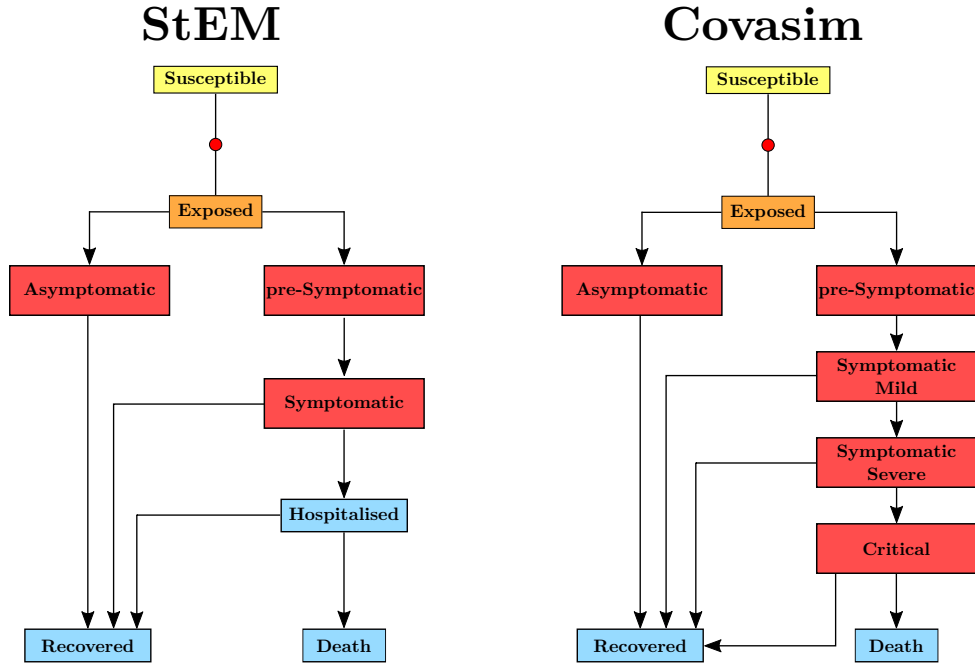 StEM
Susceptible
Exposed
Asymptomatic
pre-Symptomatic
Symptomatic
Hospitalised
Recovered
Death
Covasim
Susceptible
Exposed
Asymptomatic
pre-Symptomatic
Symptomatic
Mild
Symptomatic
Severe
Critical
Recovered
Death